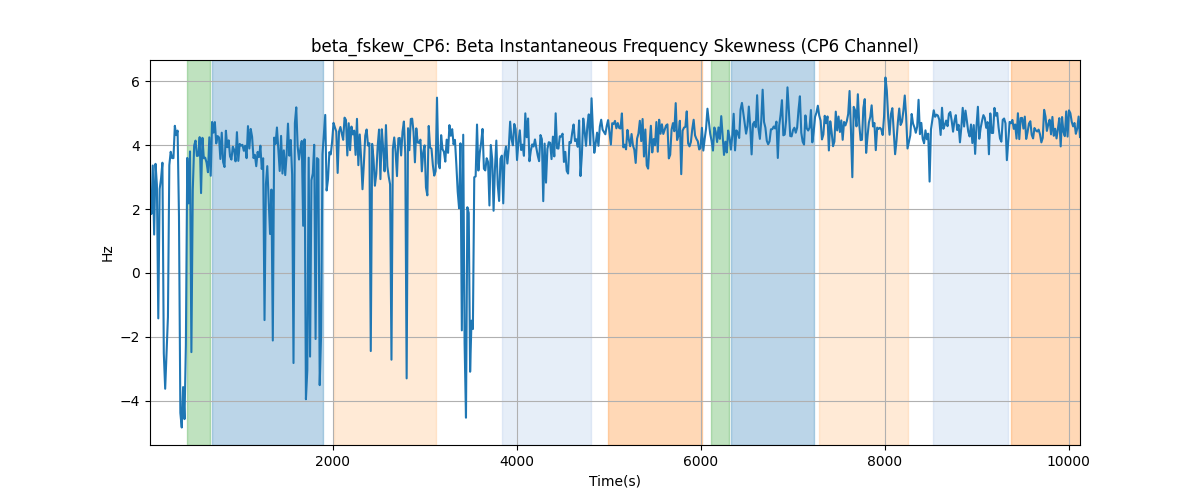 beta_fskew_CP6: Beta Instantaneous Frequency Skewness (CP6 Channel)
6
4
2
0
−2
−4
Hz
2000 4000 6000 8000 10000
Time(s)